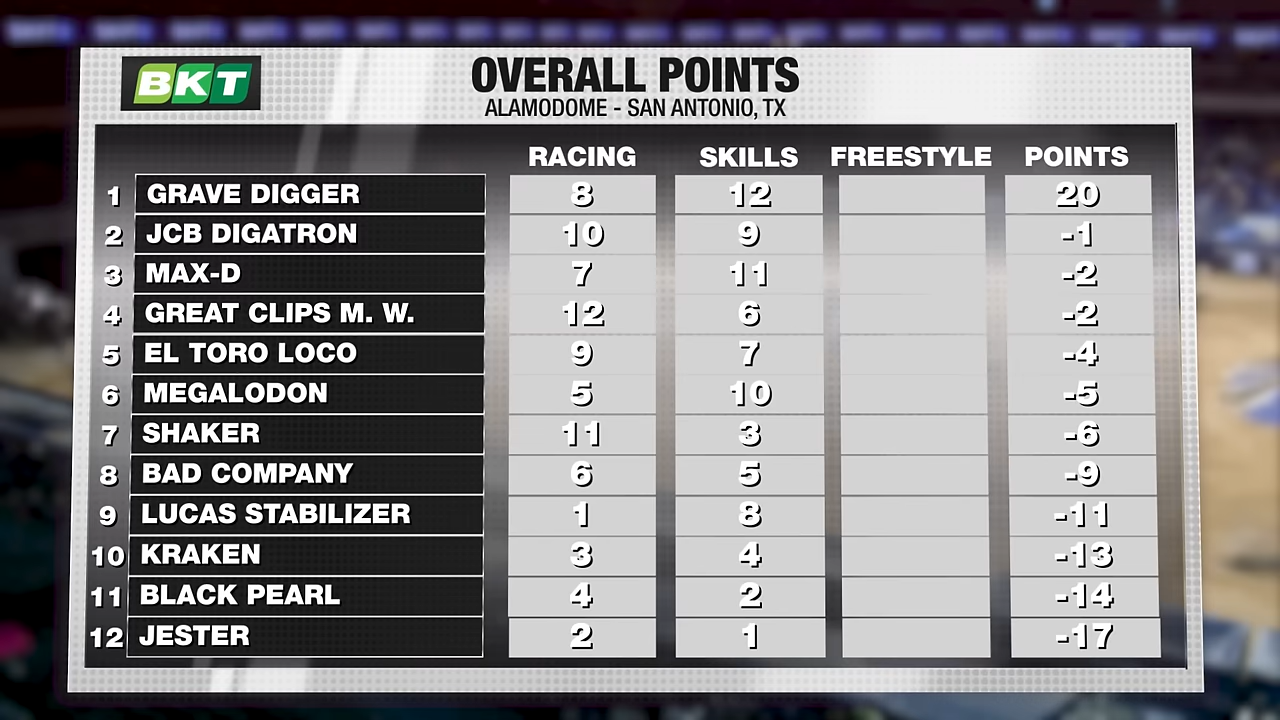 BKT
OVERALL POINTS
ALAMODOME - SAN ANTONIO, TX
RACING SKILLS FREESTYLE POINTS
1 GRAVE DIGGER 8 12 20
2 JCB DIGATRON 10 9 -1
3 MAX-D 7 11 -2
4 GREAT CLIPS M. W. 12 6 -2
5 EL TORO LOCO 9 7 -4
6 MEGALODON 5 10 -5
7 SHAKER 11 3 -6
8 BAD COMPANY 6 5 -9
9 LUCAS STABILIZER 1 8 -11
10 KRAKEN 3 4 -13
11 BLACK PEARL 4 2 -14
12 JESTER 2 1 -17